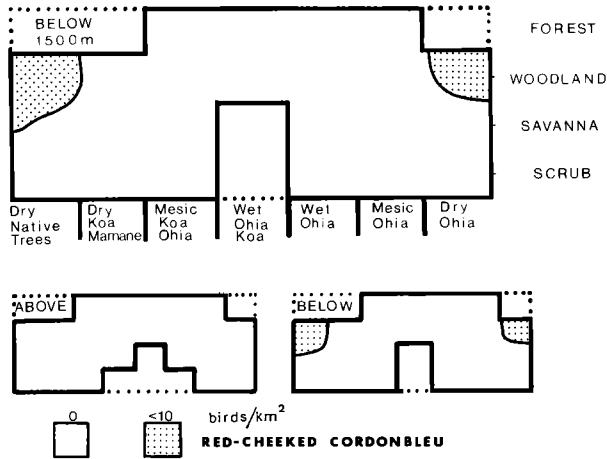 BELOW
1500m
FOREST
WOODLAND
SAVANNA
SCRUB
Dry
Native
Trees
Dry
Koa
Mamane
Mesic
Koa
Ohia
Wet
Ohia
Koa
Wet
Ohia
Mesic
Ohia
Dry
Ohia
ABOVE
BELOW
0
<10
birds/km²
RED-CHEEKED CORDONBLEU